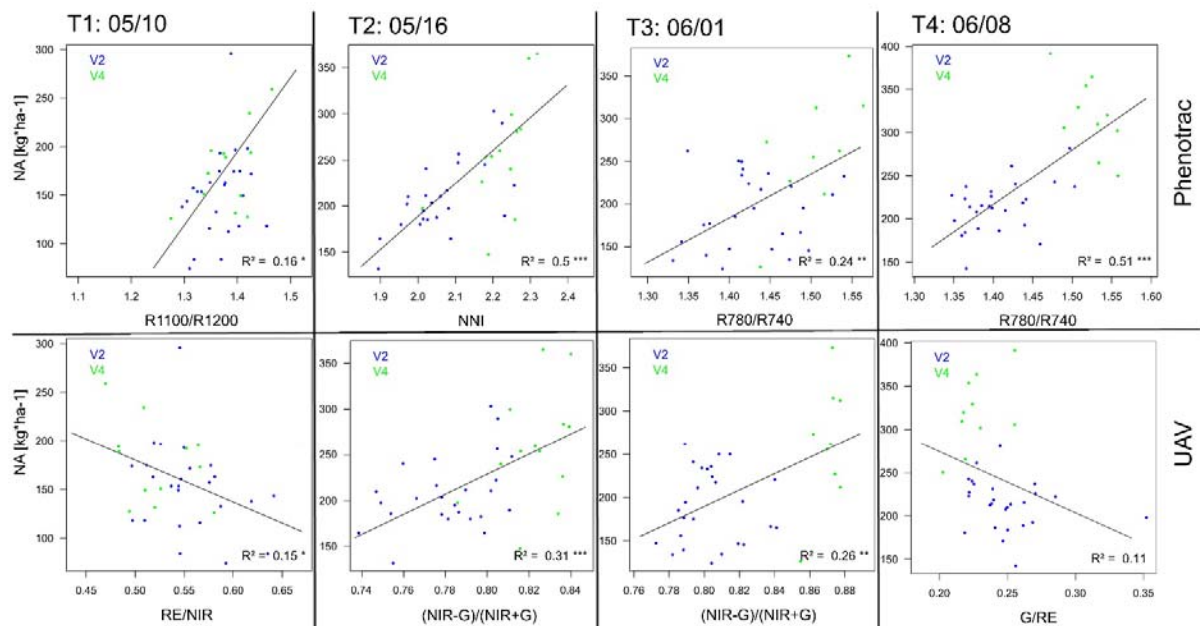 T1: 05/10
T2: 05/16
T3: 06/01
T4: 06/08
NA [kg*ha-1]
300
250
200
150
100
V2
V4
R² = 0.16 *
1.1 1.2 1.3 1.4 1.5
R1100/R1200
350
300
250
200
150
V2
V4
R² = 0.5 ***
1.9 2.0 2.1 2.2 2.3 2.4
NNI
350
300
250
200
150
V2
V4
R² = 0.24 **
1.30 1.35 1.40 1.45 1.50 1.55
R780/R740
400
350
300
250
200
150
V2
V4
R² = 0.51 ***
1.30 1.35 1.40 1.45 1.50 1.55 1.60
R780/R740
Phenotrac
NA [kg*ha-1]
300
250
200
150
100
V2
V4
R² = 0.15 *
0.45 0.50 0.55 0.60 0.65
RE/NIR
350
300
250
200
150
V2
V4
R² = 0.31 ***
0.74 0.76 0.78 0.80 0.82 0.84
(NIR-G)/(NIR+G)
350
300
250
200
150
V2
V4
R² = 0.26 **
0.78 0.80 0.82 0.84 0.86 0.88
(NIR-G)/(NIR+G)
400
350
300
250
200
150
V2
V4
R² = 0.11
0.20 0.25 0.30 0.35
G/RE
UAV